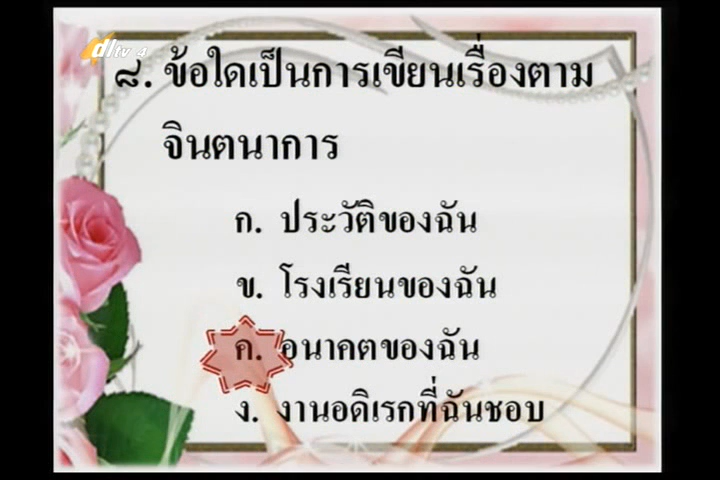 dltv 4
๘. ข้อใดเป็นการเขียนเรื่องตาม
จินตนาการ
ก. ประวัติของฉัน
ข. โรงเรียนของฉัน
ค. อนาคตของฉัน
ง. งานอดิเรกที่ฉันชอบ